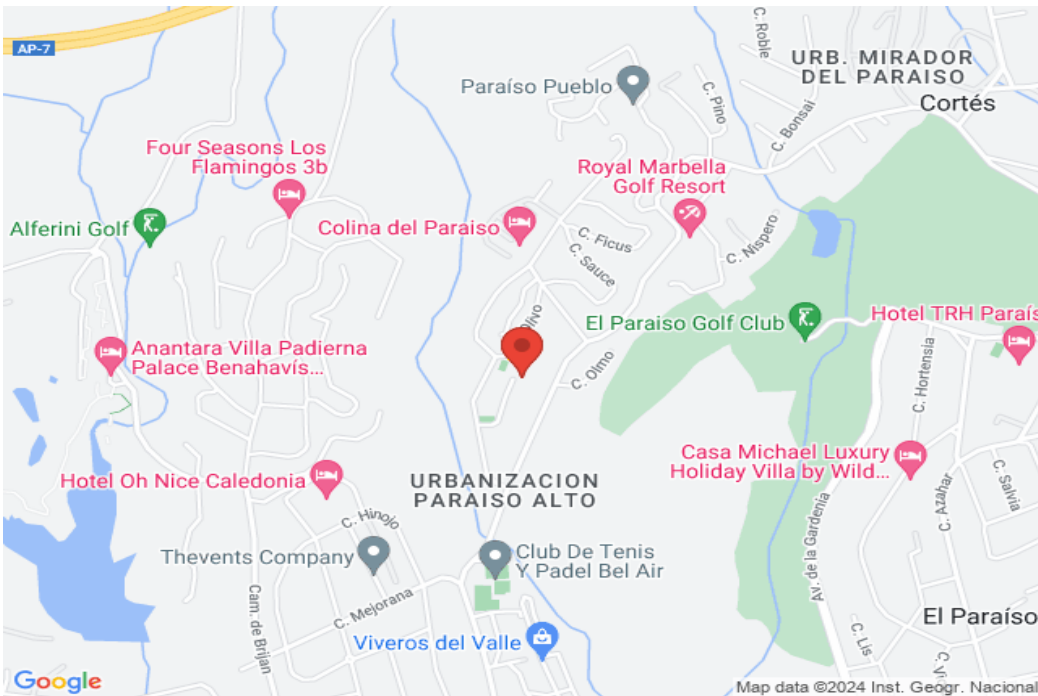 AP-7
C. Roble
URB. MIRADOR
DEL PARAISO
Cortés
Paraíso Pueblo
C. Pino
C. Bonsai
Four Seasons Los
Flamingos 3b
Royal Marbella
Golf Resort
Alferini Golf
Colina del Paraiso
C. Ficus
C. Sauce
C. Nispero
Olivo
El Paraiso Golf Club
Hotel TRH Paraís
Anantara Villa Padierna
Palace Benahavís...
C. Olmo
C. Hortensia
Casa Michael Luxury
Holiday Villa by Wild...
Hotel Oh Nice Caledonia
URBANIZACION
PARAISO ALTO
C. Azahar
C. Salvia
C. Hinojo
Thevents Company
Club De Tenis
Y Padel Bel Air
Av. de la Gardenia
Cam. de Brijan
C. Mejorana
Viveros del Valle
El Paraíso
C. Lis
Google
Map data ©2024 Inst. Geogr. Nacional